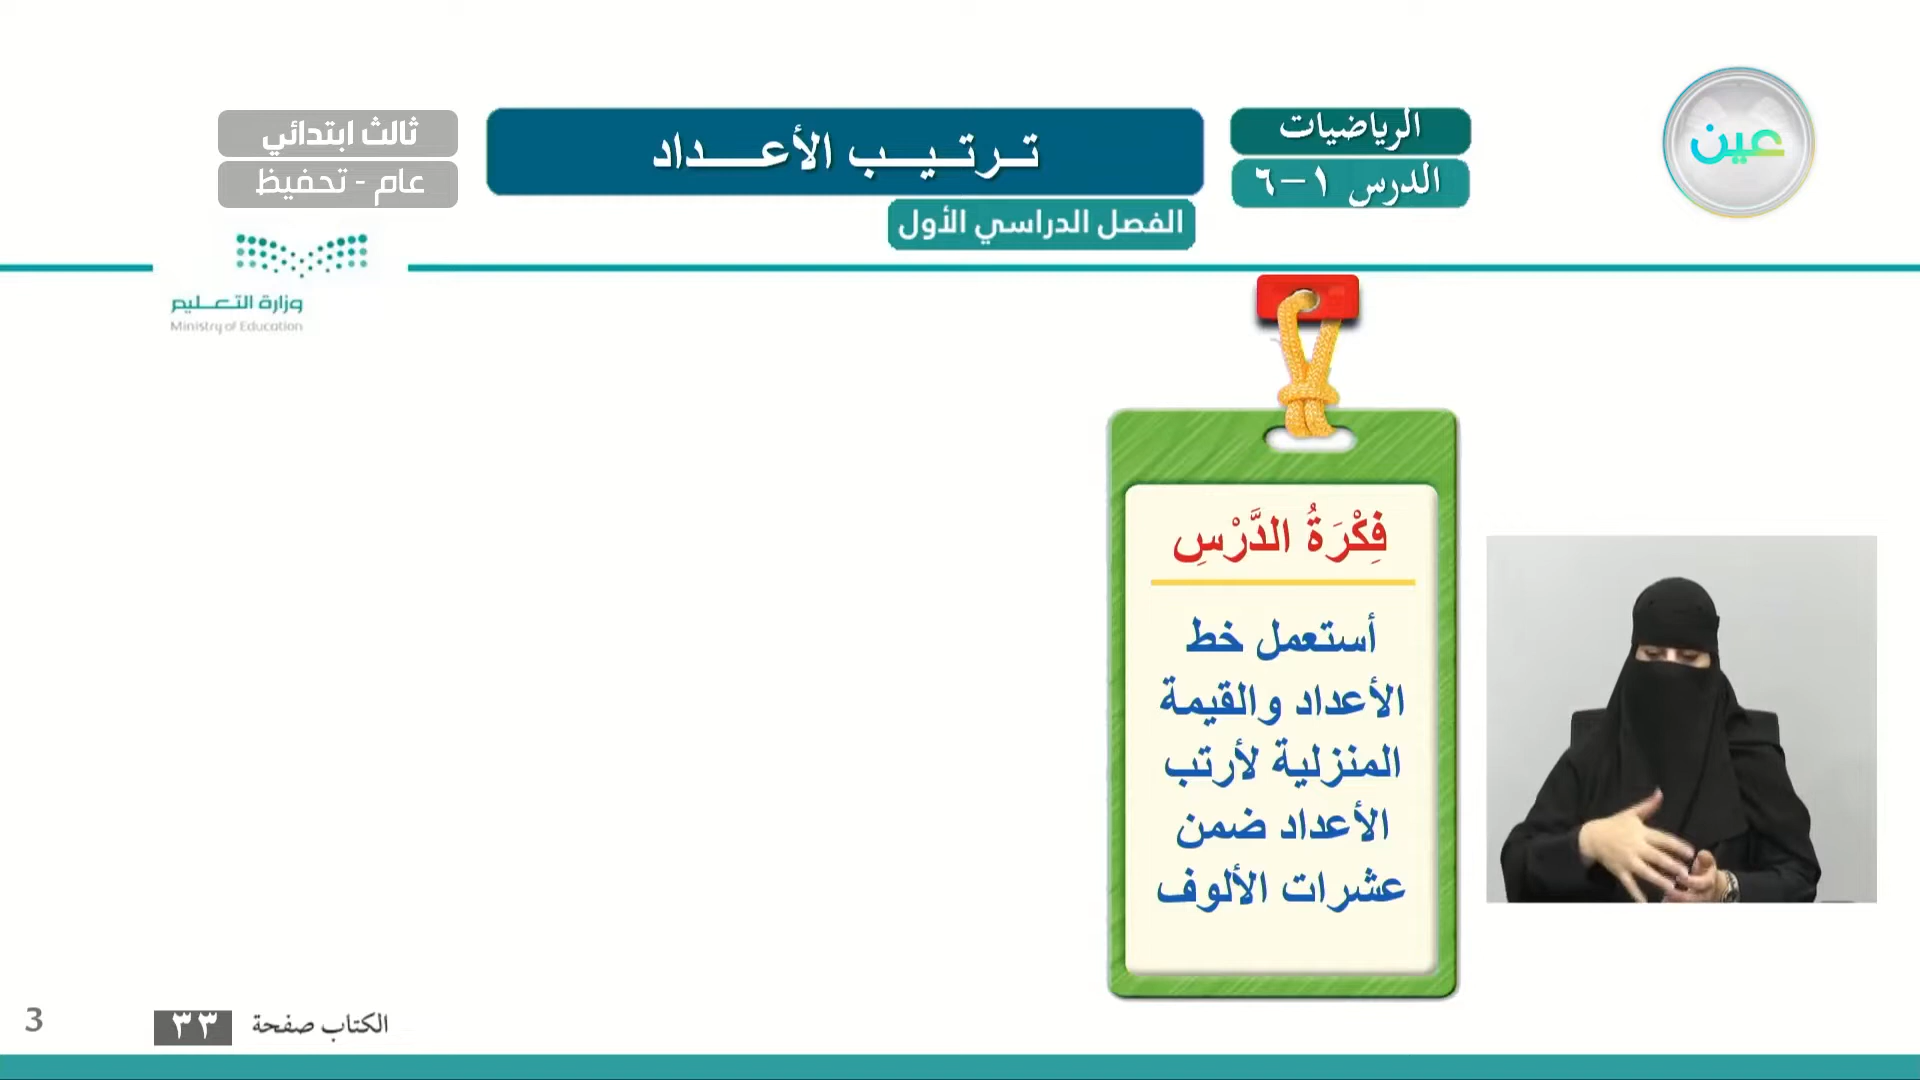 عين
الرياضيات
الدرس ١-٦
ترتيب الأعداد
الفصل الدراسي الأول
ثالث ابتدائي
عام - تحفيظ
وزارة التعليم
Ministry of Education
فِكْرَةُ الدَّرْسِ
أستعمل خط
الأعداد والقيمة
المنزلية لأرتب
الأعداد ضمن
عشرات الألوف
الكتاب صفحة ٣٣
3